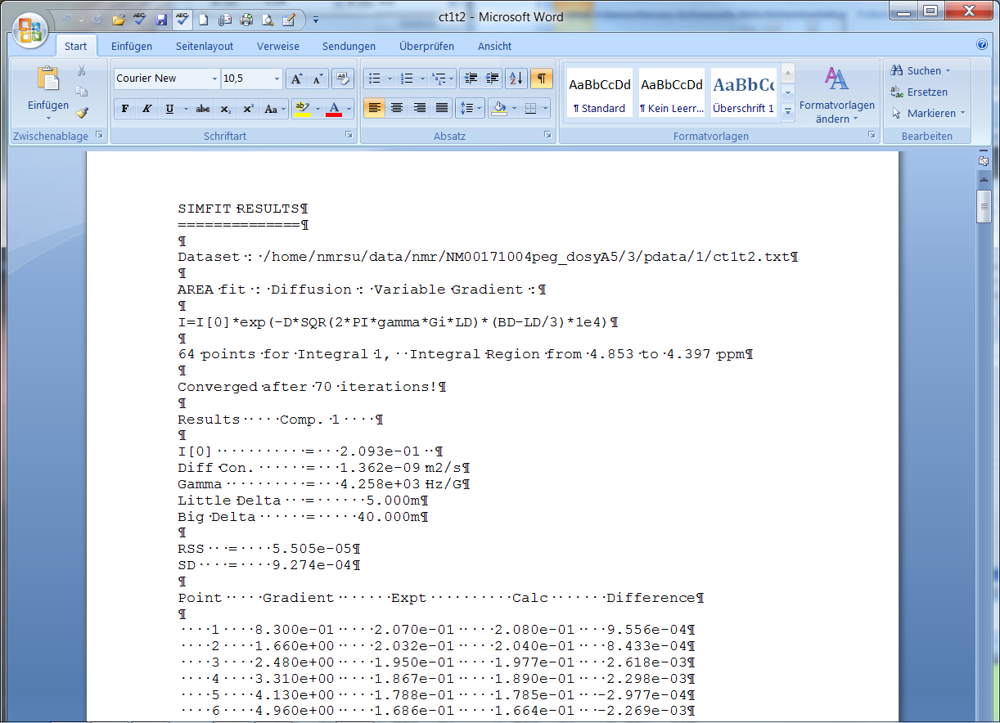 ct1t2 - Microsoft Word
Start Einfügen Seitenlayout Verweise Sendungen Überprüfen Ansicht
Einfügen
Zwischenablage
Courier New 10,5
F K U abc x₂ x² Aa
Schriftart
Absatz
AaBbCcDd AaBbCcDd AaBbCc
¶ Standard ¶ Kein Leerr... Überschrift 1
Formatvorlagen ändern
Formatvorlagen
Suchen
Ersetzen
Markieren
Bearbeiten
SIMFIT·RESULTS¶
==============¶
¶
Dataset·:·/home/nmrsu/data/nmr/NM00171004peg_dosyA5/3/pdata/1/ct1t2.txt¶
¶
AREA·fit·:·Diffusion·:·Variable·Gradient·:¶
¶
I=I[0]*exp(-D*SQR(2*PI*gamma*Gi*LD)*(BD-LD/3)*1e4)¶
¶
64·points·for·Integral·1,··Integral·Region·from·4.853·to·4.397·ppm¶
¶
Converged·after·70·iterations!¶
¶
Results·····Comp.·1····¶
¶
I[0]···········=···2.093e-01··¶
Diff·Con.······=···1.362e-09·m2/s¶
Gamma··········=···4.258e+03·Hz/G¶
Little·Delta···=······5.000m¶
Big·Delta······=·····40.000m¶
¶
RSS···=····5.505e-05¶
SD····=····9.274e-04¶
¶
Point·····Gradient·······Expt··········Calc·······Difference¶
¶
····1····8.300e-01·····2.070e-01·····2.080e-01····9.556e-04¶
····2····1.660e+00·····2.032e-01·····2.040e-01····8.433e-04¶
····3····2.480e+00·····1.950e-01·····1.977e-01····2.618e-03¶
····4····3.310e+00·····1.867e-01·····1.890e-01····2.298e-03¶
····5····4.130e+00·····1.788e-01·····1.785e-01···-2.977e-04¶
····6····4.960e+00·····1.686e-01·····1.664e-01···-2.269e-03¶